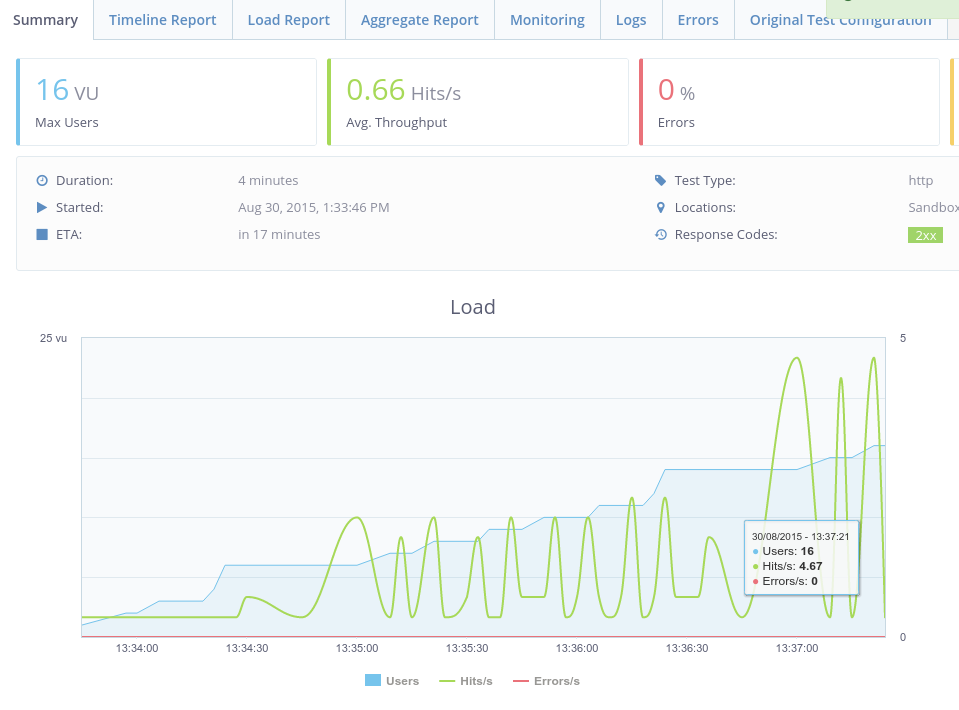 Summary Timeline Report Load Report Aggregate Report Monitoring Logs Errors Original Test Configuration
16 VU 0.66 Hits/s 0 %
Max Users Avg. Throughput Errors
Duration: 4 minutes Test Type: http
Started: Aug 30, 2015, 1:33:46 PM Locations: Sandbox
ETA: in 17 minutes Response Codes: 2xx
Load
25 vu 5
30/08/2015 - 13:37:21
Users: 16
Hits/s: 4.67
Errors/s: 0
0
13:34:00 13:34:30 13:35:00 13:35:30 13:36:00 13:36:30 13:37:00
Users Hits/s Errors/s